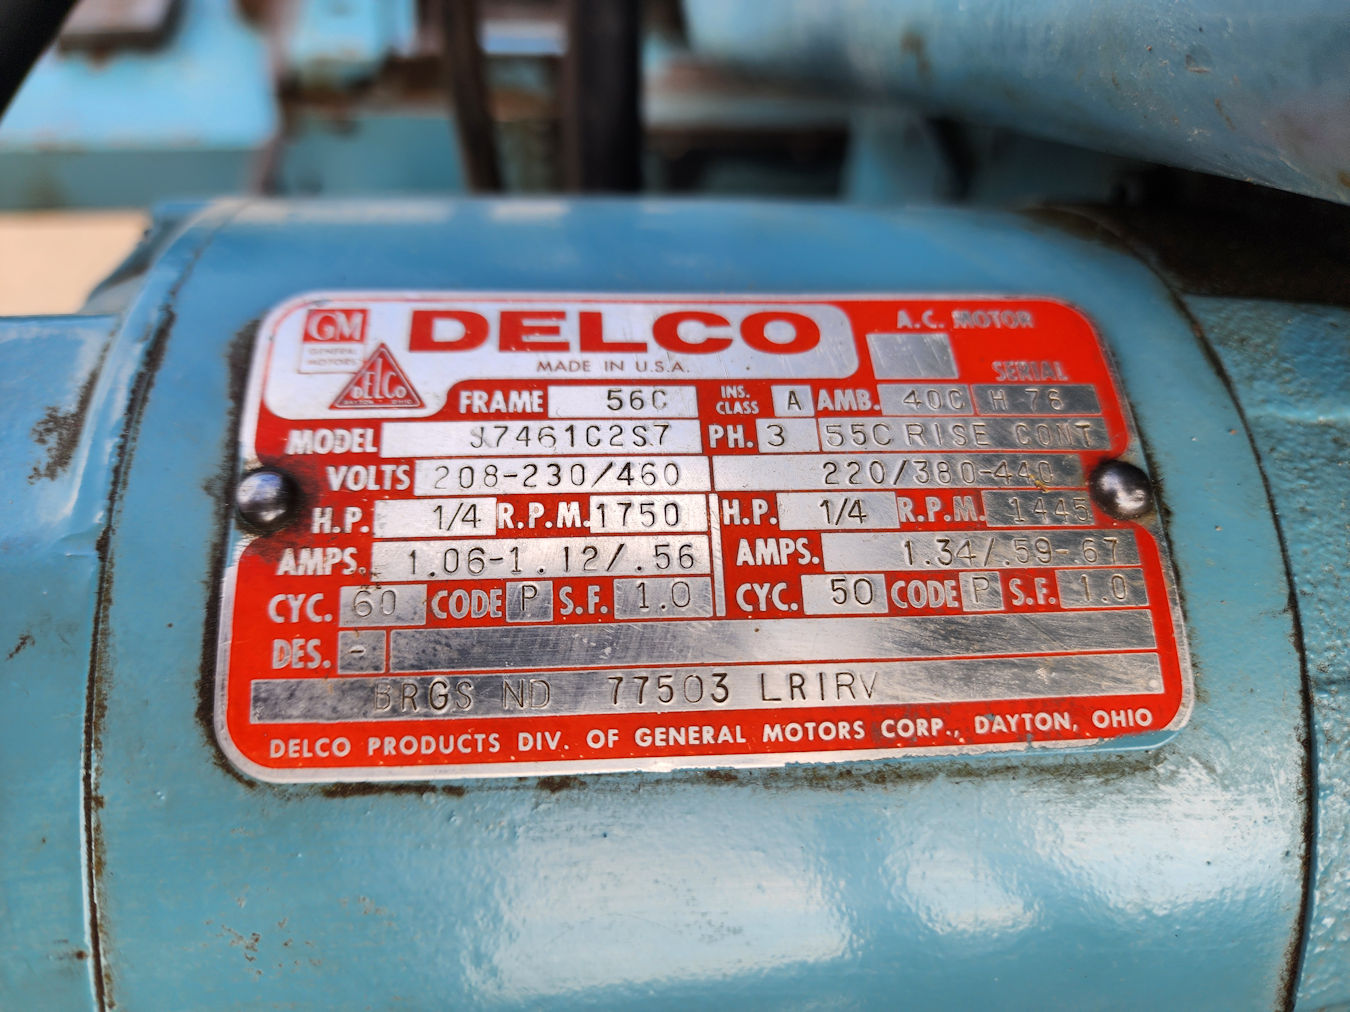 GM DELCO A.C. MOTOR
GENERAL MOTORS
DELCO
DAYTON • OHIO
MADE IN U.S.A.
SERIAL
FRAME 56C INS. CLASS A AMB. 40C H 76
MODEL S7461C2S7 PH. 3 55C RISE CONT
VOLTS 208-230/460 220/380-440
H.P. 1/4 R.P.M. 1750 H.P. 1/4 R.P.M. 1445
AMPS. 1.06-1.12/.56 AMPS. 1.34/.59-.67
CYC. 60 CODE P S.F. 1.0 CYC. 50 CODE P S.F. 1.0
DES. -
BRGS ND 77503 LRIRV
DELCO PRODUCTS DIV. OF GENERAL MOTORS CORP., DAYTON, OHIO